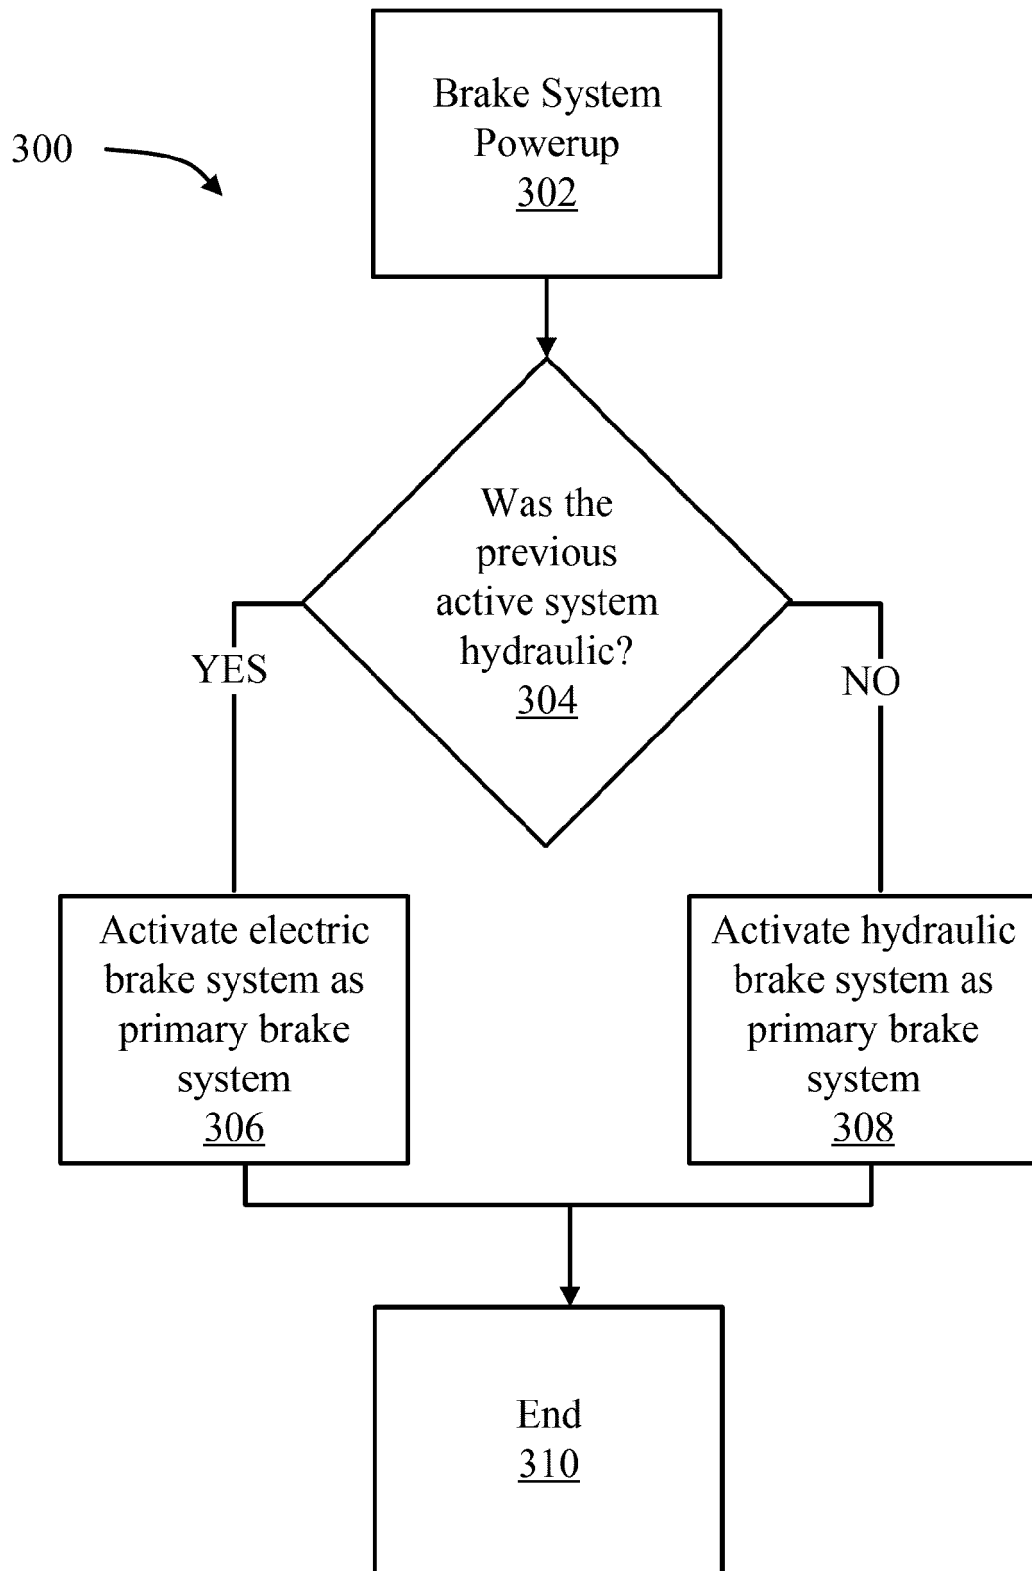 Brake System
Powerup
302
300
Was the
previous
active system
hydraulic?
304
YES
NO
Activate electric
brake system as
primary brake
system
306
Activate hydraulic
brake system as
primary brake
system
308
End
310